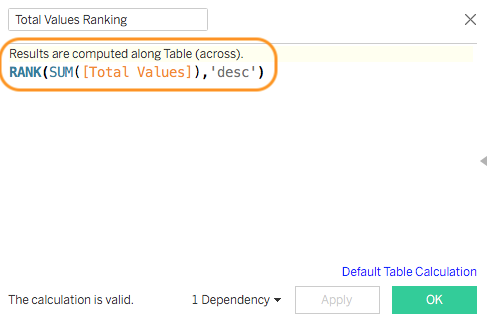 Total Values Ranking
Results are computed along Table (across).
RANK(SUM([Total Values]),'desc')
Default Table Calculation
The calculation is valid.
1 Dependency
Apply
OK